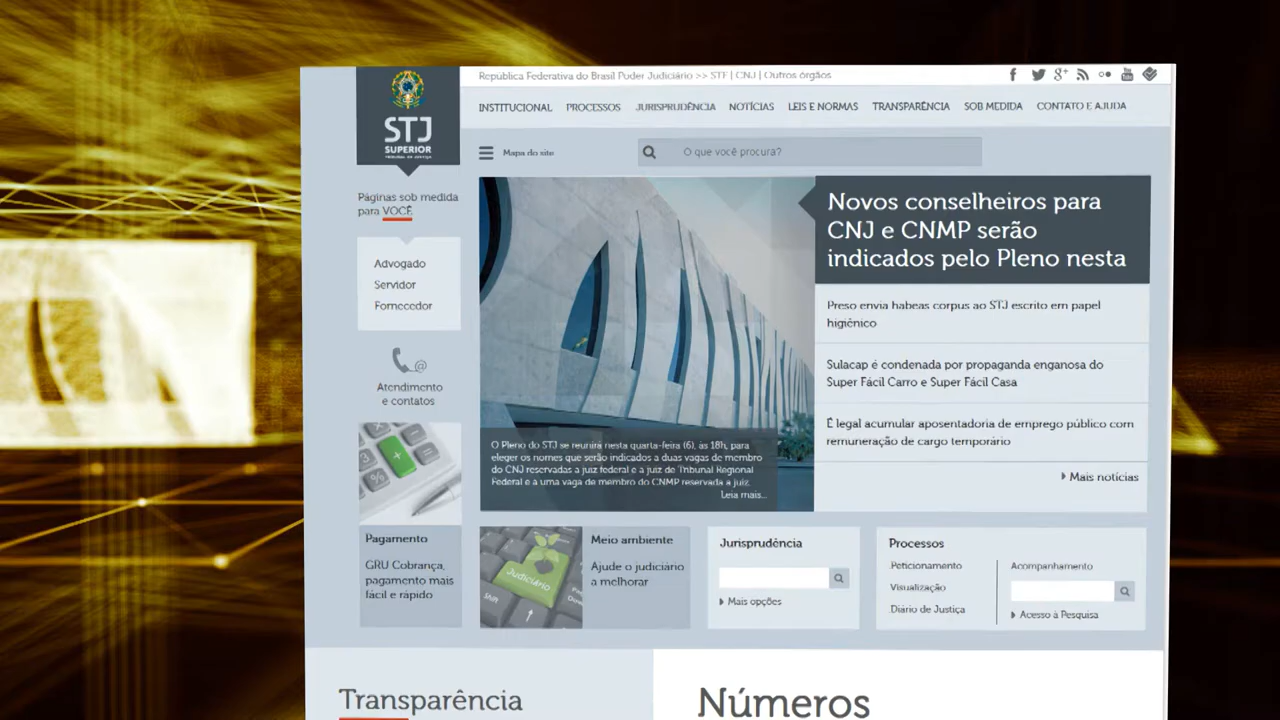 República Federativa do Brasil Poder Judiciário >> STF | CNJ | Outros órgãos
STJ
SUPERIOR
TRIBUNAL DE JUSTIÇA
INSTITUCIONAL PROCESSOS JURISPRUDÊNCIA NOTÍCIAS LEIS E NORMAS TRANSPARÊNCIA SOB MEDIDA CONTATO E AJUDA
Mapa do site
O que você procura?
Páginas sob medida
para VOCÊ
Advogado
Servidor
Fornecedor
@
Atendimento
e contatos
Pagamento
GRU Cobrança,
pagamento mais
fácil e rápido
Novos conselheiros para
CNJ e CNMP serão
indicados pelo Pleno nesta
Preso envia habeas corpus ao STJ escrito em papel
higiênico
Sulacap é condenada por propaganda enganosa do
Super Fácil Carro e Super Fácil Casa
É legal acumular aposentadoria de emprego público com
remuneração de cargo temporário
Mais notícias
O Pleno do STJ se reunirá nesta quarta-feira (6), às 18h, para
eleger os nomes que serão indicados a duas vagas de membro
do CNJ reservadas a juiz federal e a juiz de Tribunal Regional
Federal e a uma vaga de membro do CNMP reservada a juiz.
Leia mais...
Judiciário
Shift
Meio ambiente
Ajude o judiciário
a melhorar
Jurisprudência
Mais opções
Processos
Peticionamento
Visualização
Diário de Justiça
Acompanhamento
Acesso à Pesquisa
Transparência
Números